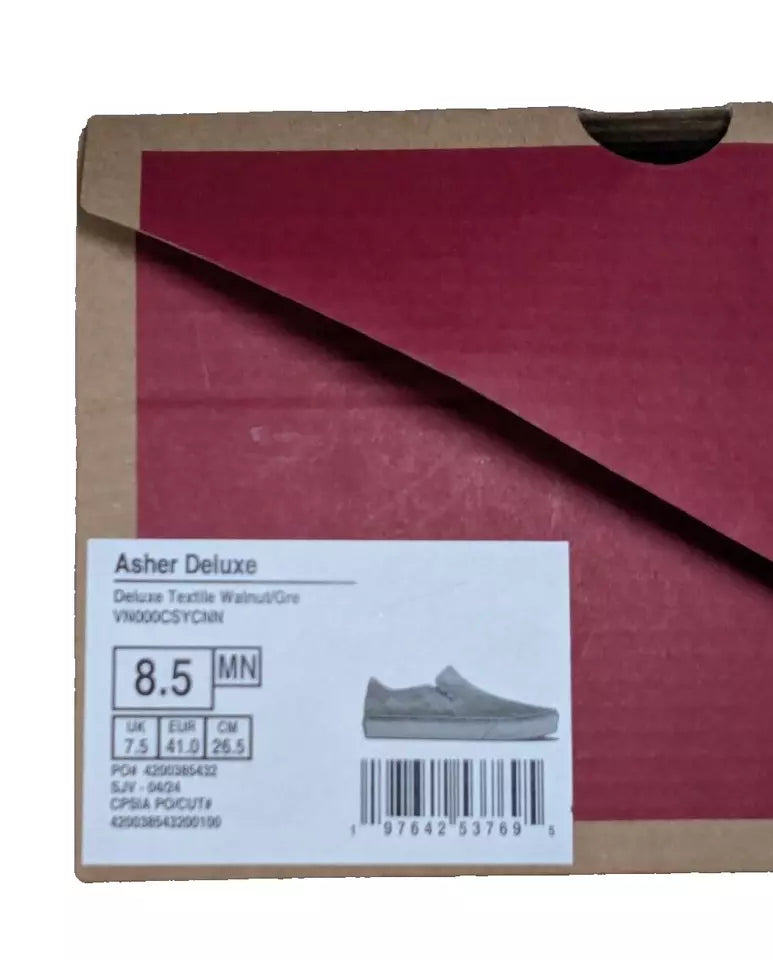 Asher Deluxe
Deluxe Textile Walnut/Gre
VN000CSYCNN
8.5 MN
UK EUR CM
7.5 41.0 26.5
PO# 4200385432
SJV - 04/24
CPSIA PO/CUT#
420038543200100
1 97642 53769 5